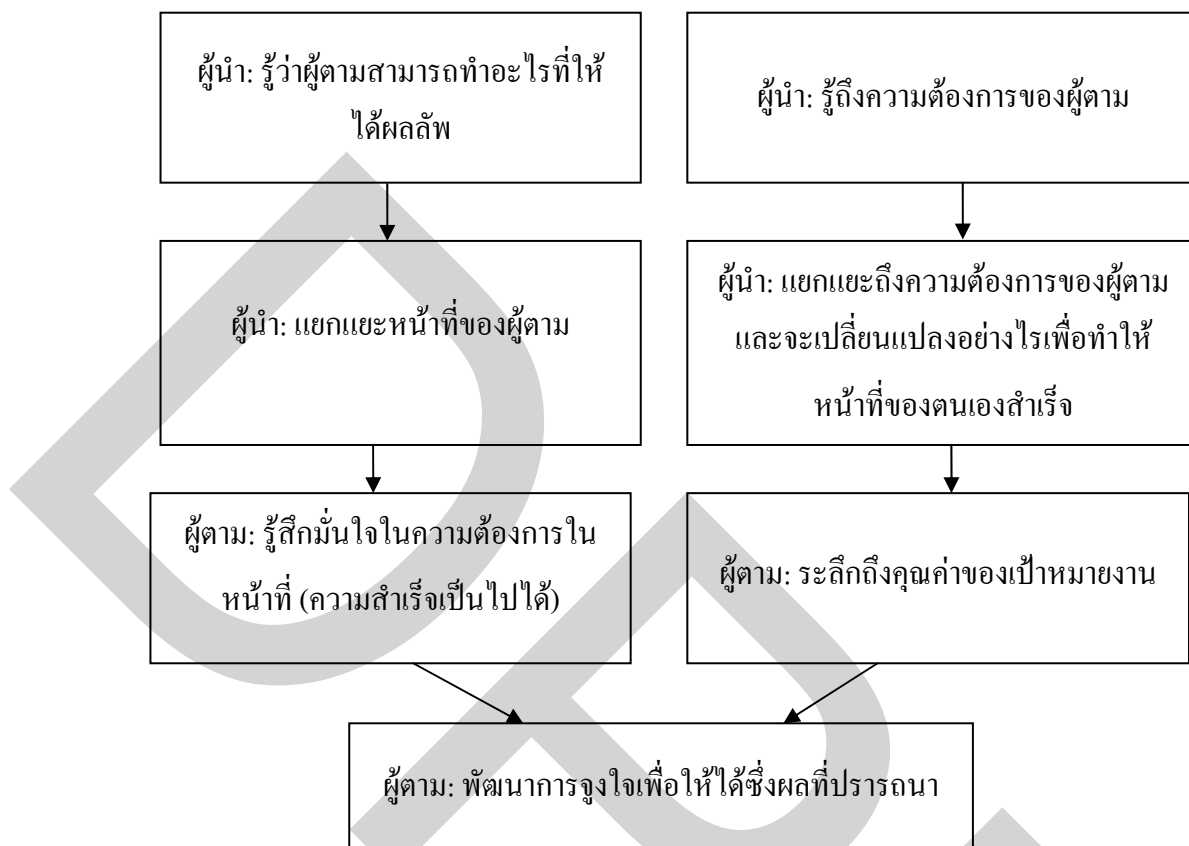 ผู้นำ: รู้ว่าผู้ตามสามารถทำอะไรที่ให้
ได้ผลลัพ
ผู้นำ: รู้ถึงความต้องการของผู้ตาม
ผู้นำ: แยกแยะหน้าที่ของผู้ตาม
ผู้นำ: แยกแยะถึงความต้องการของผู้ตาม
และจะเปลี่ยนแปลงอย่างไรเพื่อทำให้
หน้าที่ของตนเองสำเร็จ
ผู้ตาม: รู้สึกมั่นใจในความต้องการใน
หน้าที่ (ความสำเร็จเป็นไปได้)
ผู้ตาม: ระลึกถึงคุณค่าของเป้าหมายงาน
ผู้ตาม: พัฒนาการจูงใจเพื่อให้ได้ซึ่งผลที่ปรารถนา